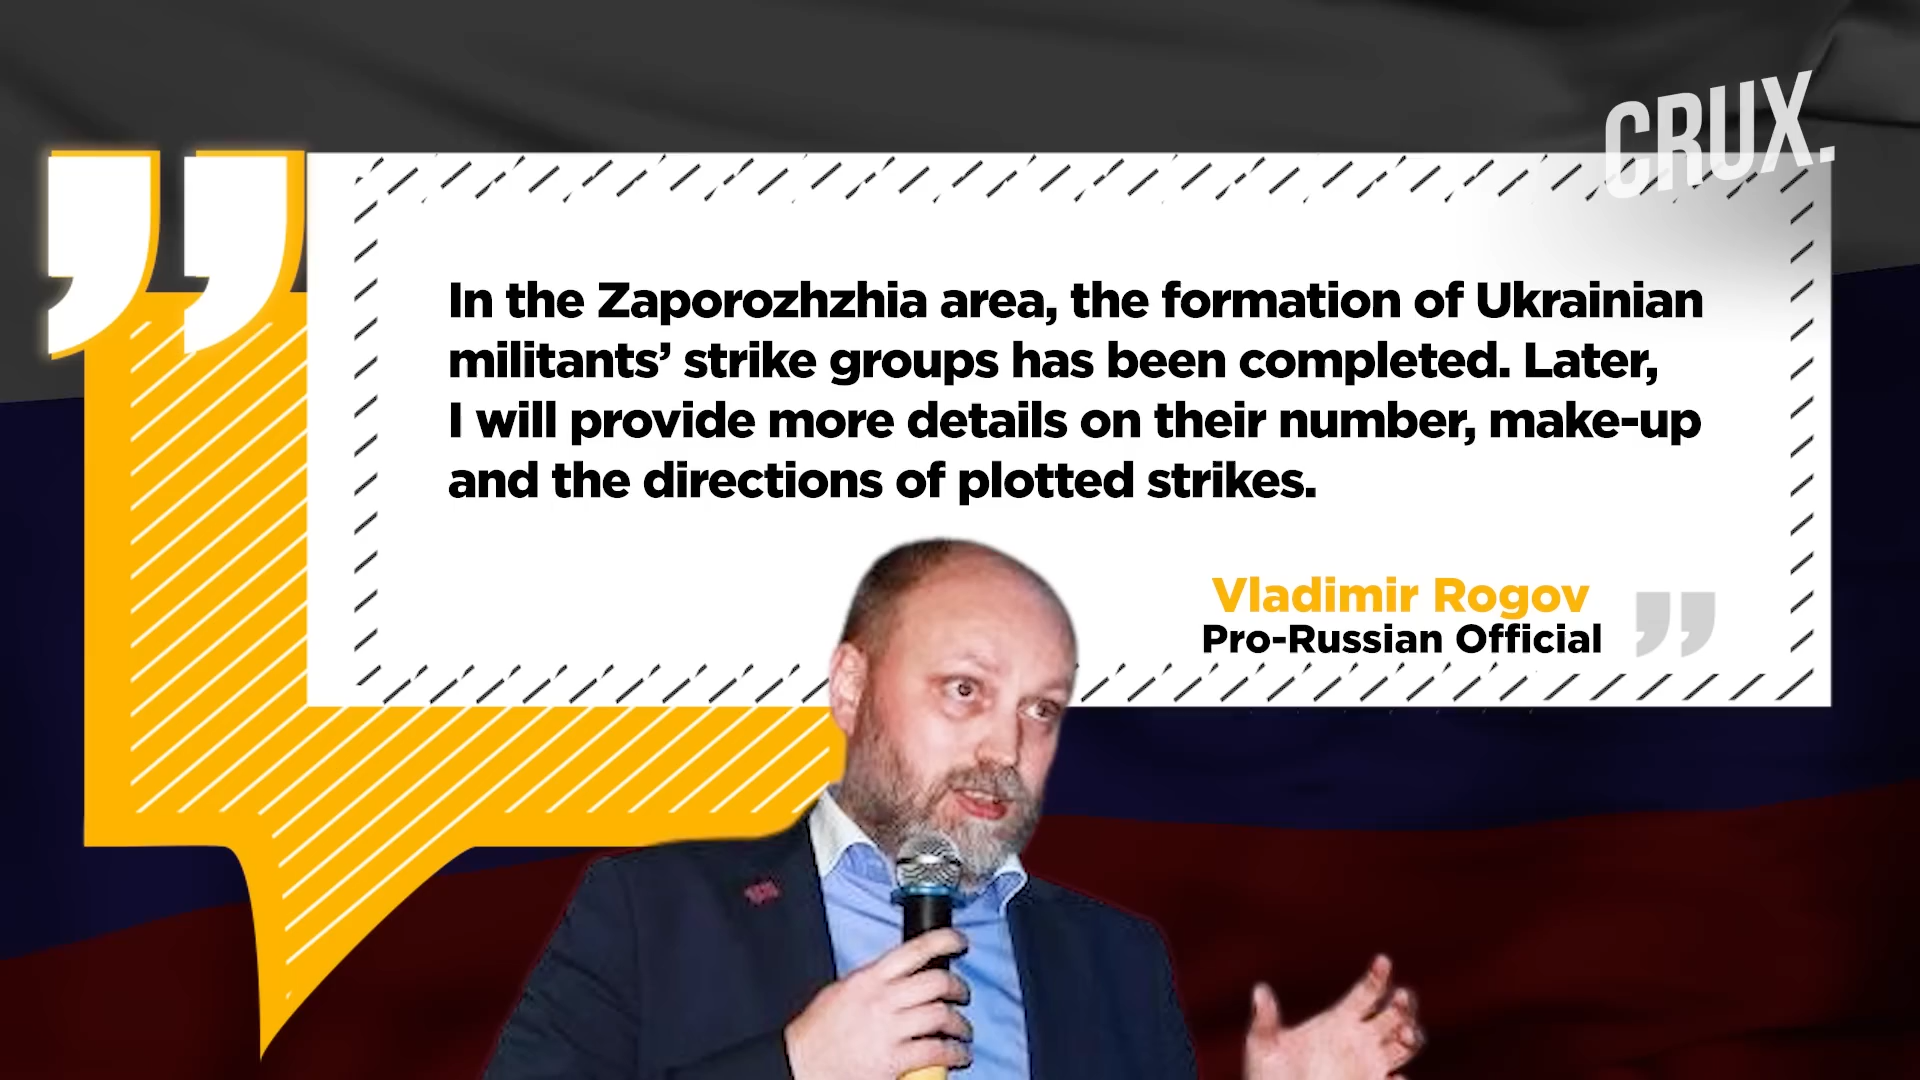 CRUX.
In the Zaporozhzhia area, the formation of Ukrainian
militants’ strike groups has been completed. Later,
I will provide more details on their number, make-up
and the directions of plotted strikes.
Vladimir Rogov
Pro-Russian Official